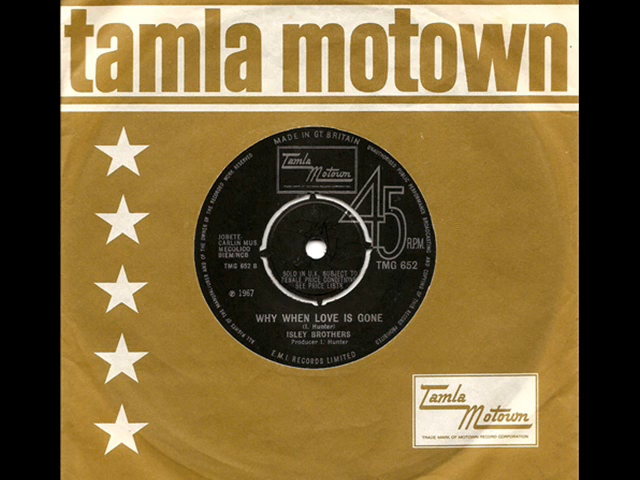 tamla motown
MADE IN GT BRITAIN
Tamla
Motown
45
R.P.M.
JOBETE
CARLIN MUS
MECOLICO
BIEM/NCB
TMG 652 B
TMG 652
SOLD IN U.K. SUBJECT TO
RESALE PRICE CONDITIONS
SEE PRICE LISTS
℗ 1967
WHY WHEN LOVE IS GONE
(I. Hunter)
ISLEY BROTHERS
Producer I. Hunter
E.M.I. RECORDS LIMITED
Tamla
Motown
TRADE MARK OF MOTOWN RECORD CORPORATION